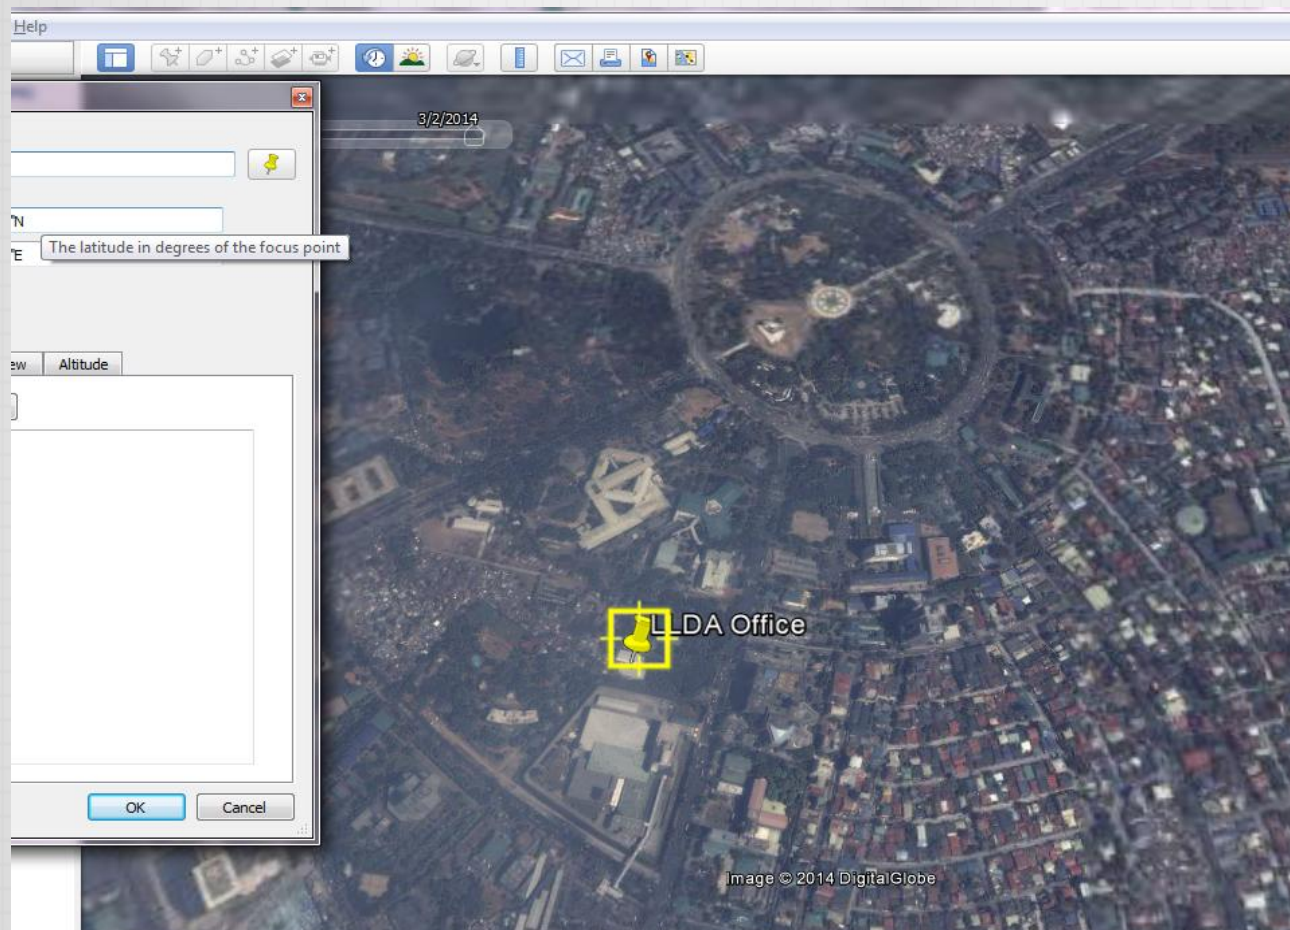 Help
3/2/2014
°N
The latitude in degrees of the focus point
°E
ew
Altitude
LLDA Office
OK
Cancel
Image © 2014 DigitalGlobe